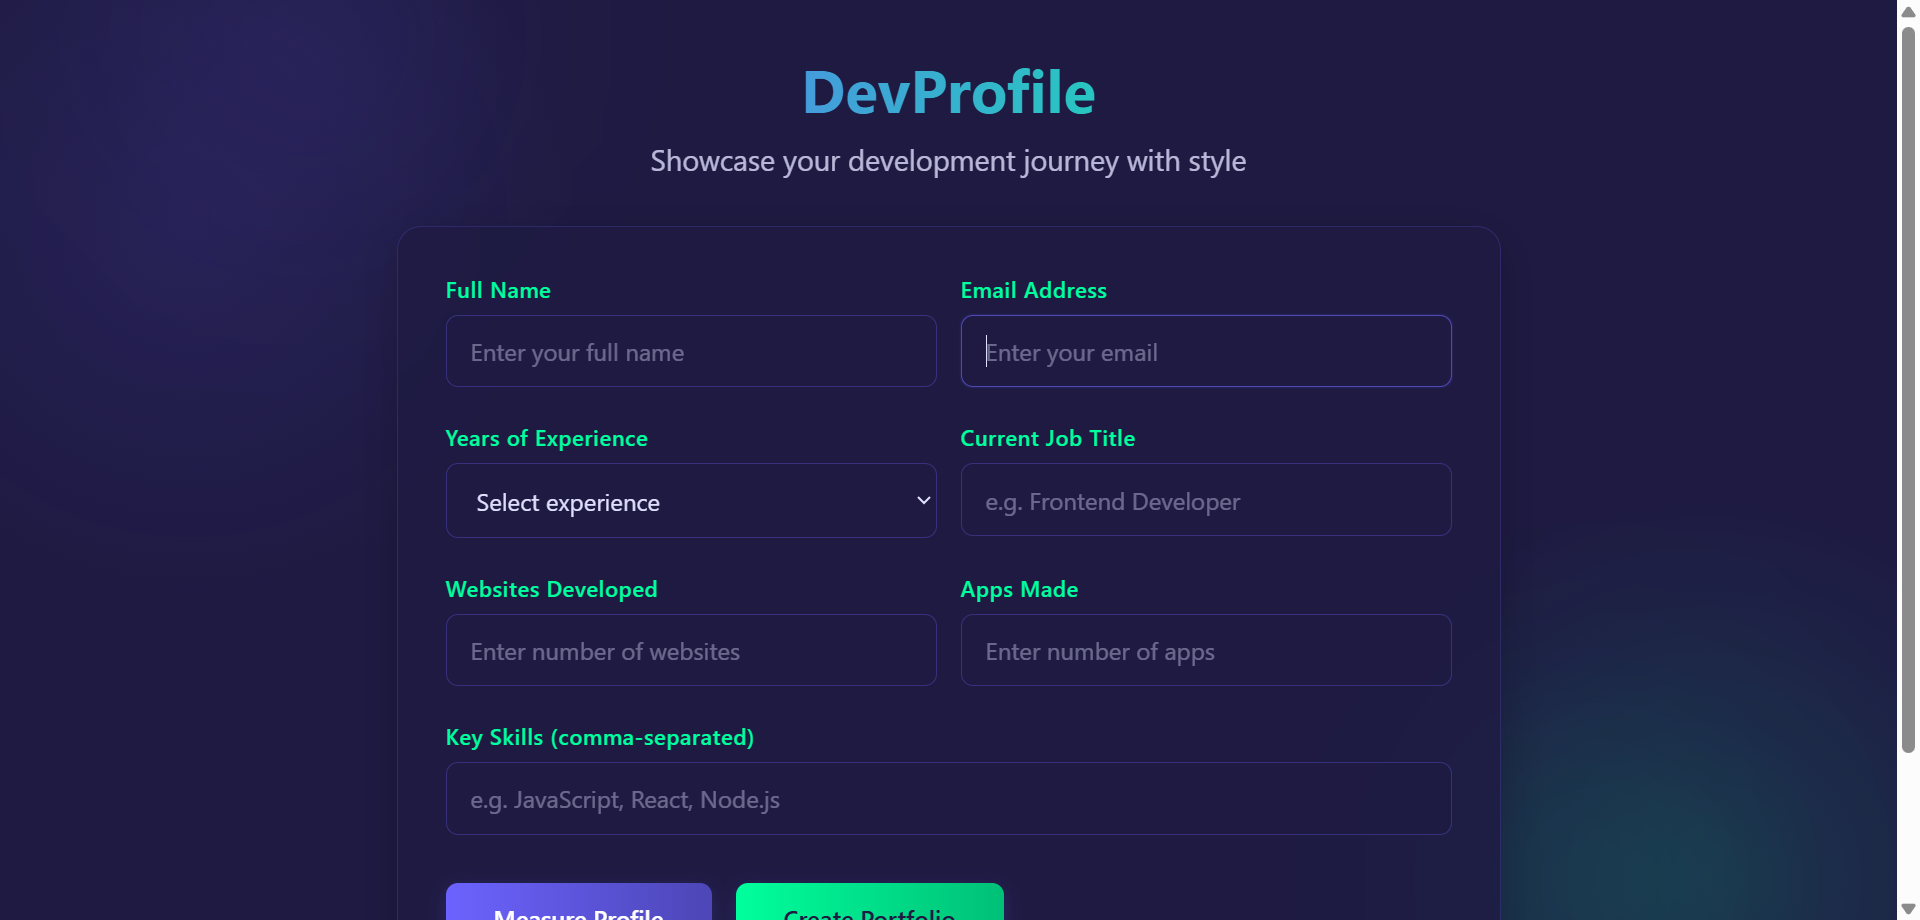 DevProfile
Showcase your development journey with style
Full Name
Email Address
Enter your full name
Enter your email
Years of Experience
Current Job Title
Select experience
e.g. Frontend Developer
Websites Developed
Apps Made
Enter number of websites
Enter number of apps
Key Skills (comma-separated)
e.g. JavaScript, React, Node.js
Measure Profile
Create Portfolio